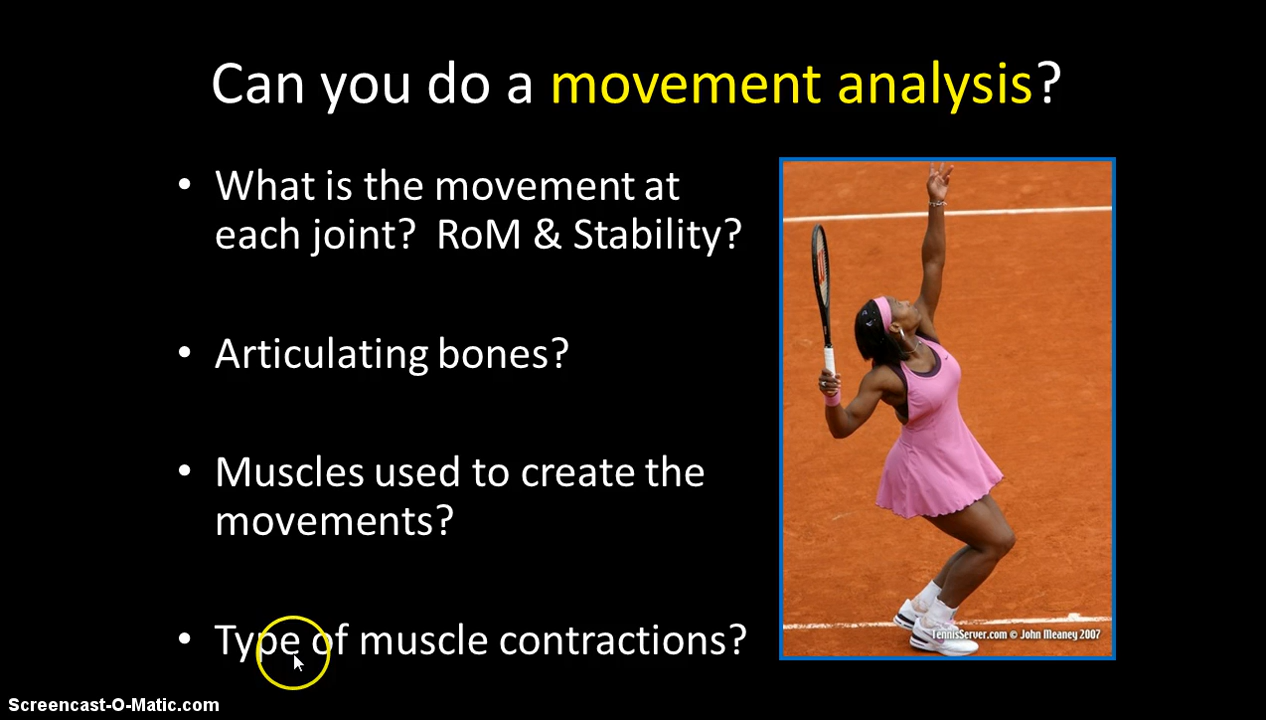 Can you do a movement analysis?
• What is the movement at
each joint?  RoM & Stability?
• Articulating bones?
• Muscles used to create the
movements?
• Type of muscle contractions?
TennisServer.com © John Meaney 2007
Screencast-O-Matic.com